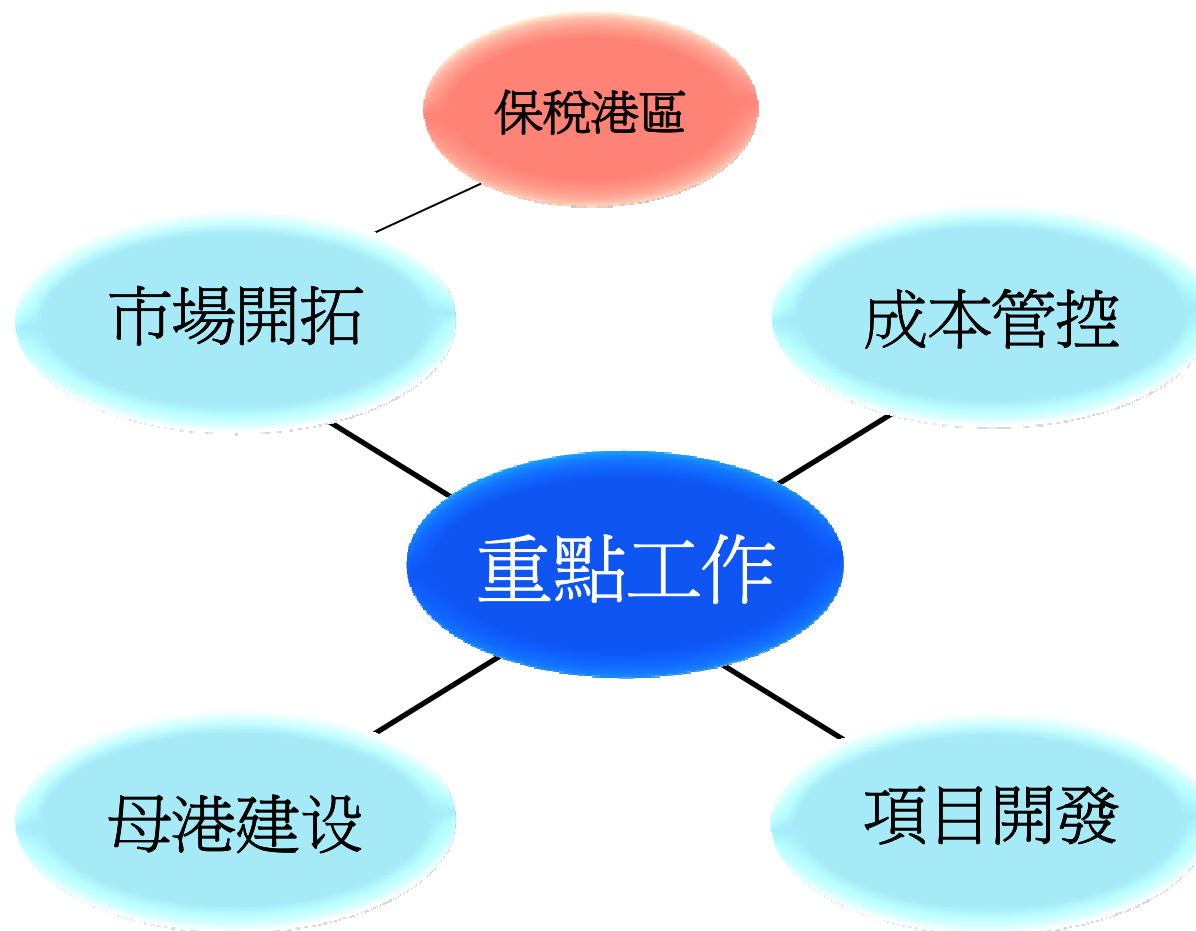 保稅港區
市場開拓
成本管控
重點工作
母港建设
項目開發